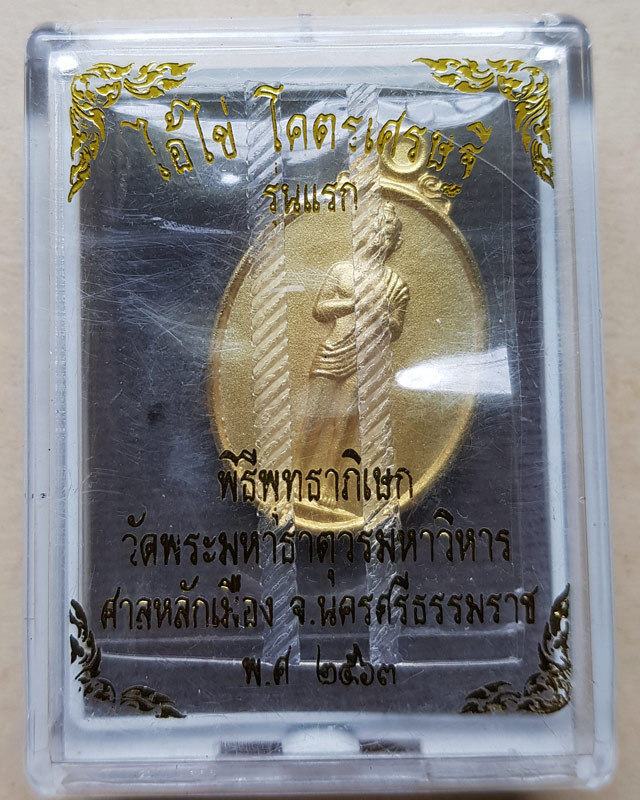 ไอ้ไข่ โคตรเศรษฐี
รุ่นแรก
พิธีพุทธาภิเษก
วัดพระมหาธาตุวรมหาวิหาร
ศาลหลักเมือง จ.นครศรีธรรมราช
พ.ศ ๒๕๖๓